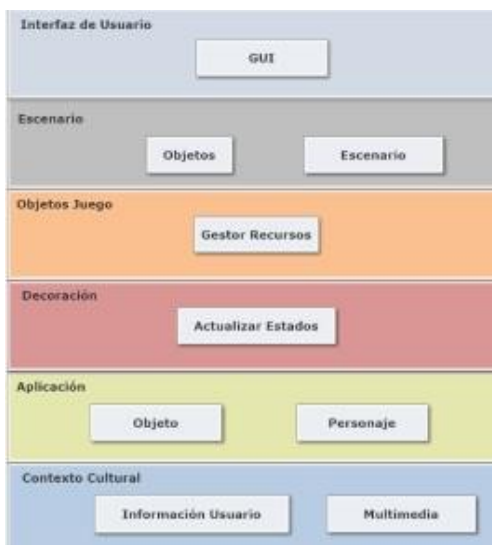 Interfaz de Usuario
GUI
Escenario
Objetos
Escenario
Objetos Juego
Gestor Recursos
Decoración
Actualizar Estados
Aplicación
Objeto
Personaje
Contexto Cultural
Información Usuario
Multimedia